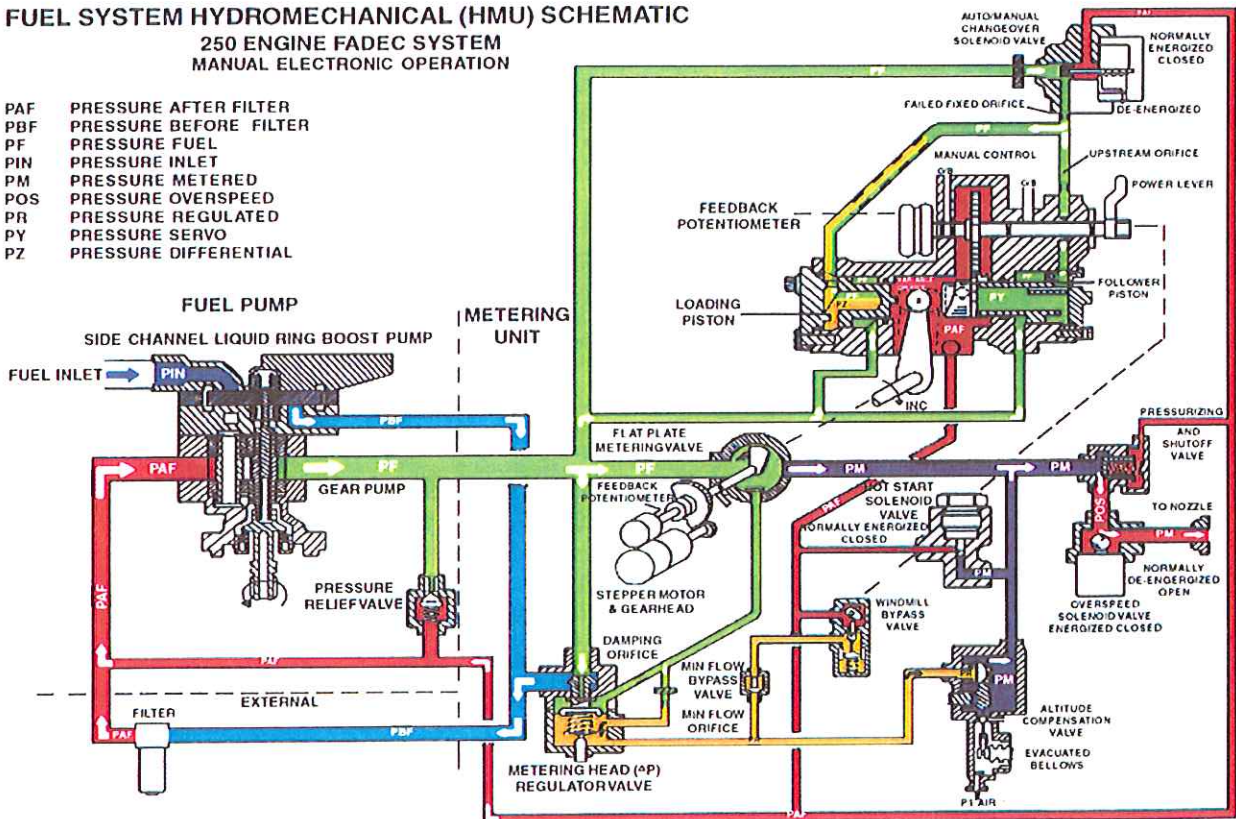 FUEL SYSTEM HYDROMECHANICAL (HMU) SCHEMATIC
250 ENGINE FADEC SYSTEM
MANUAL ELECTRONIC OPERATION
PAF PRESSURE AFTER FILTER
PBF PRESSURE BEFORE FILTER
PF PRESSURE FUEL
PIN PRESSURE INLET
PM PRESSURE METERED
POS PRESSURE OVERSPEED
PR PRESSURE REGULATED
PY PRESSURE SERVO
PZ PRESSURE DIFFERENTIAL
AUTO/MANUAL
CHANGEOVER
SOLENOID VALVE
PAF
NORMALLY
ENERGIZED
CLOSED
PF
FAILED FIXED ORIFICE
DE-ENERGIZED
PF
MANUAL CONTROL
UPSTREAM ORIFICE
O/B
O/B
POWER LEVER
FEEDBACK
POTENTIOMETER
LOADING
PISTON
FOLLOWER
PISTON
PF
PZ
PZ
PF
PY
PAF
INC
FUEL PUMP
METERING
UNIT
SIDE CHANNEL LIQUID RING BOOST PUMP
FUEL INLET
PIN
PBF
PAF
PF
GEAR PUMP
PRESSURE
RELIEF VALVE
PAF
PAF
EXTERNAL
FILTER
PAF
PBF
FLAT PLATE
METERING VALVE
PF
FEEDBACK
POTENTIOMETER
STEPPER MOTOR
& GEARHEAD
PM
PM
PRESSURIZING
AND
SHUTOFF
VALVE
HOT START
SOLENOID
VALVE
NORMALLY ENERGIZED
CLOSED
PAF
PM
POS
TO NOZZLE
PM
NORMALLY
DE-ENGERGIZED
OPEN
OVERSPEED
SOLENOID VALVE
ENERGIZED CLOSED
WINDMILL
BYPASS
VALVE
DAMPING
ORIFICE
MIN FLOW
BYPASS
VALVE
MIN FLOW
ORIFICE
METERING HEAD (△P)
REGULATOR VALVE
PM
ALTITUDE
COMPENSATION
VALVE
EVACUATED
BELLOWS
P1 AIR
PAF